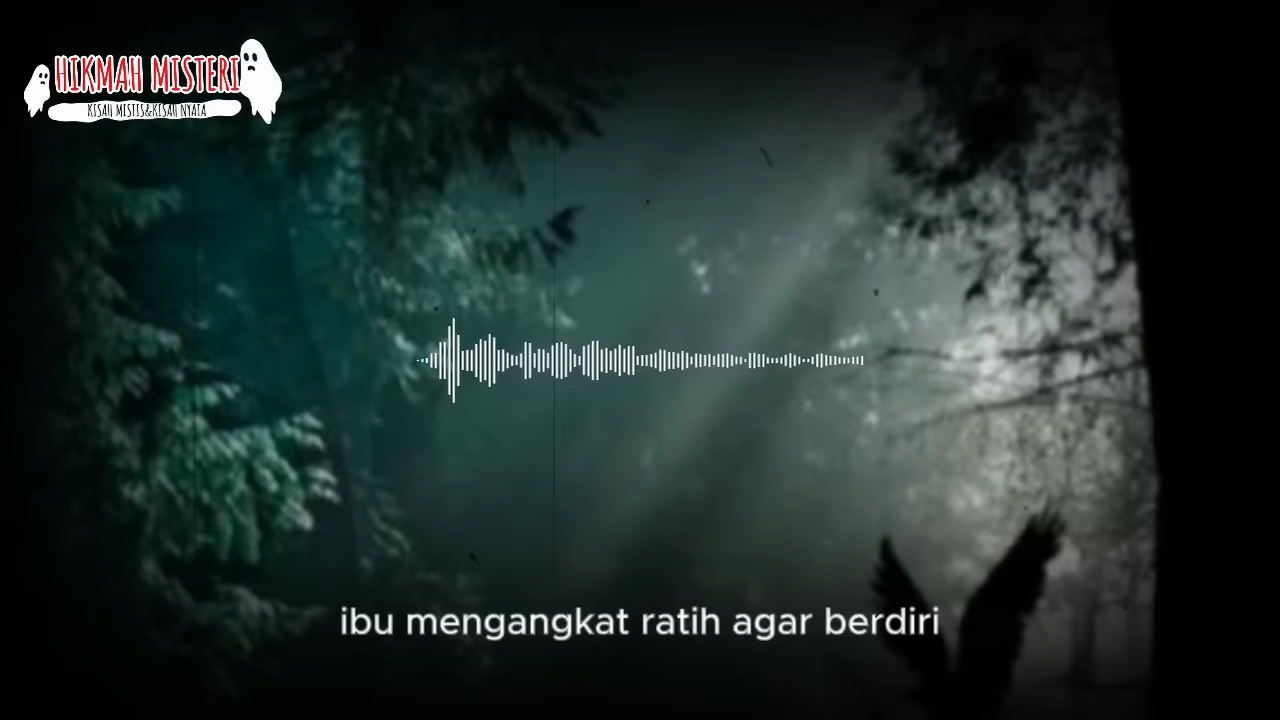 HIKMAH MISTERI
KISAH MISTIS&KISAH NYATA
ibu mengangkat ratih agar berdiri